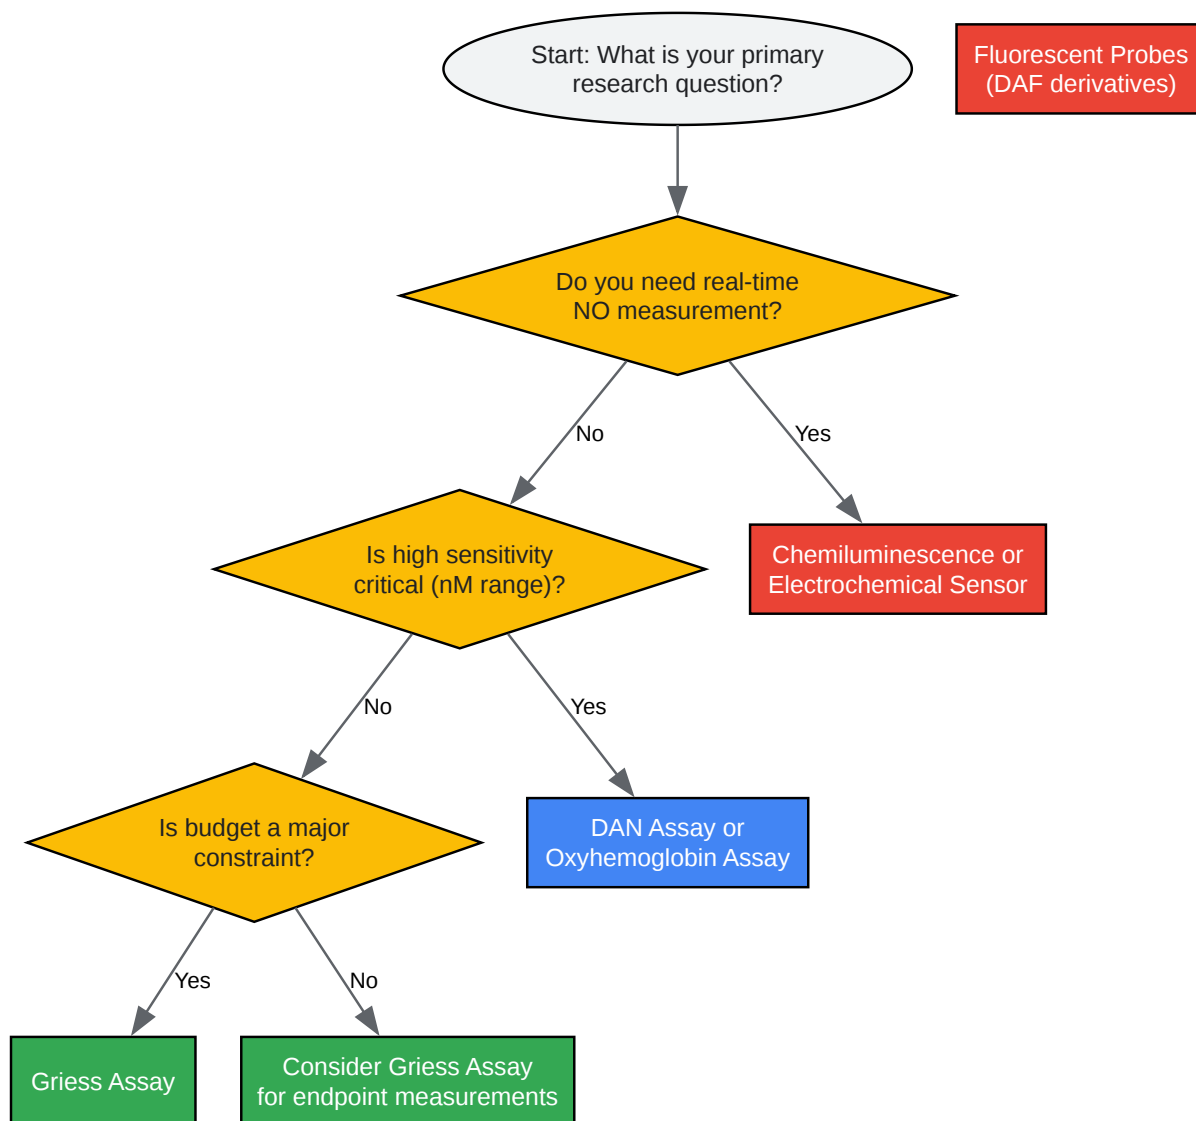 Start: What is your primary
research question?
Fluorescent Probes
(DAF derivatives)
Do you need real-time
NO measurement?
No
Yes
Is high sensitivity
critical (nM range)?
Chemiluminescence or
Electrochemical Sensor
No
Yes
Is budget a major
constraint?
DAN Assay or
Oxyhemoglobin Assay
Yes
No
Griess Assay
Consider Griess Assay
for endpoint measurements